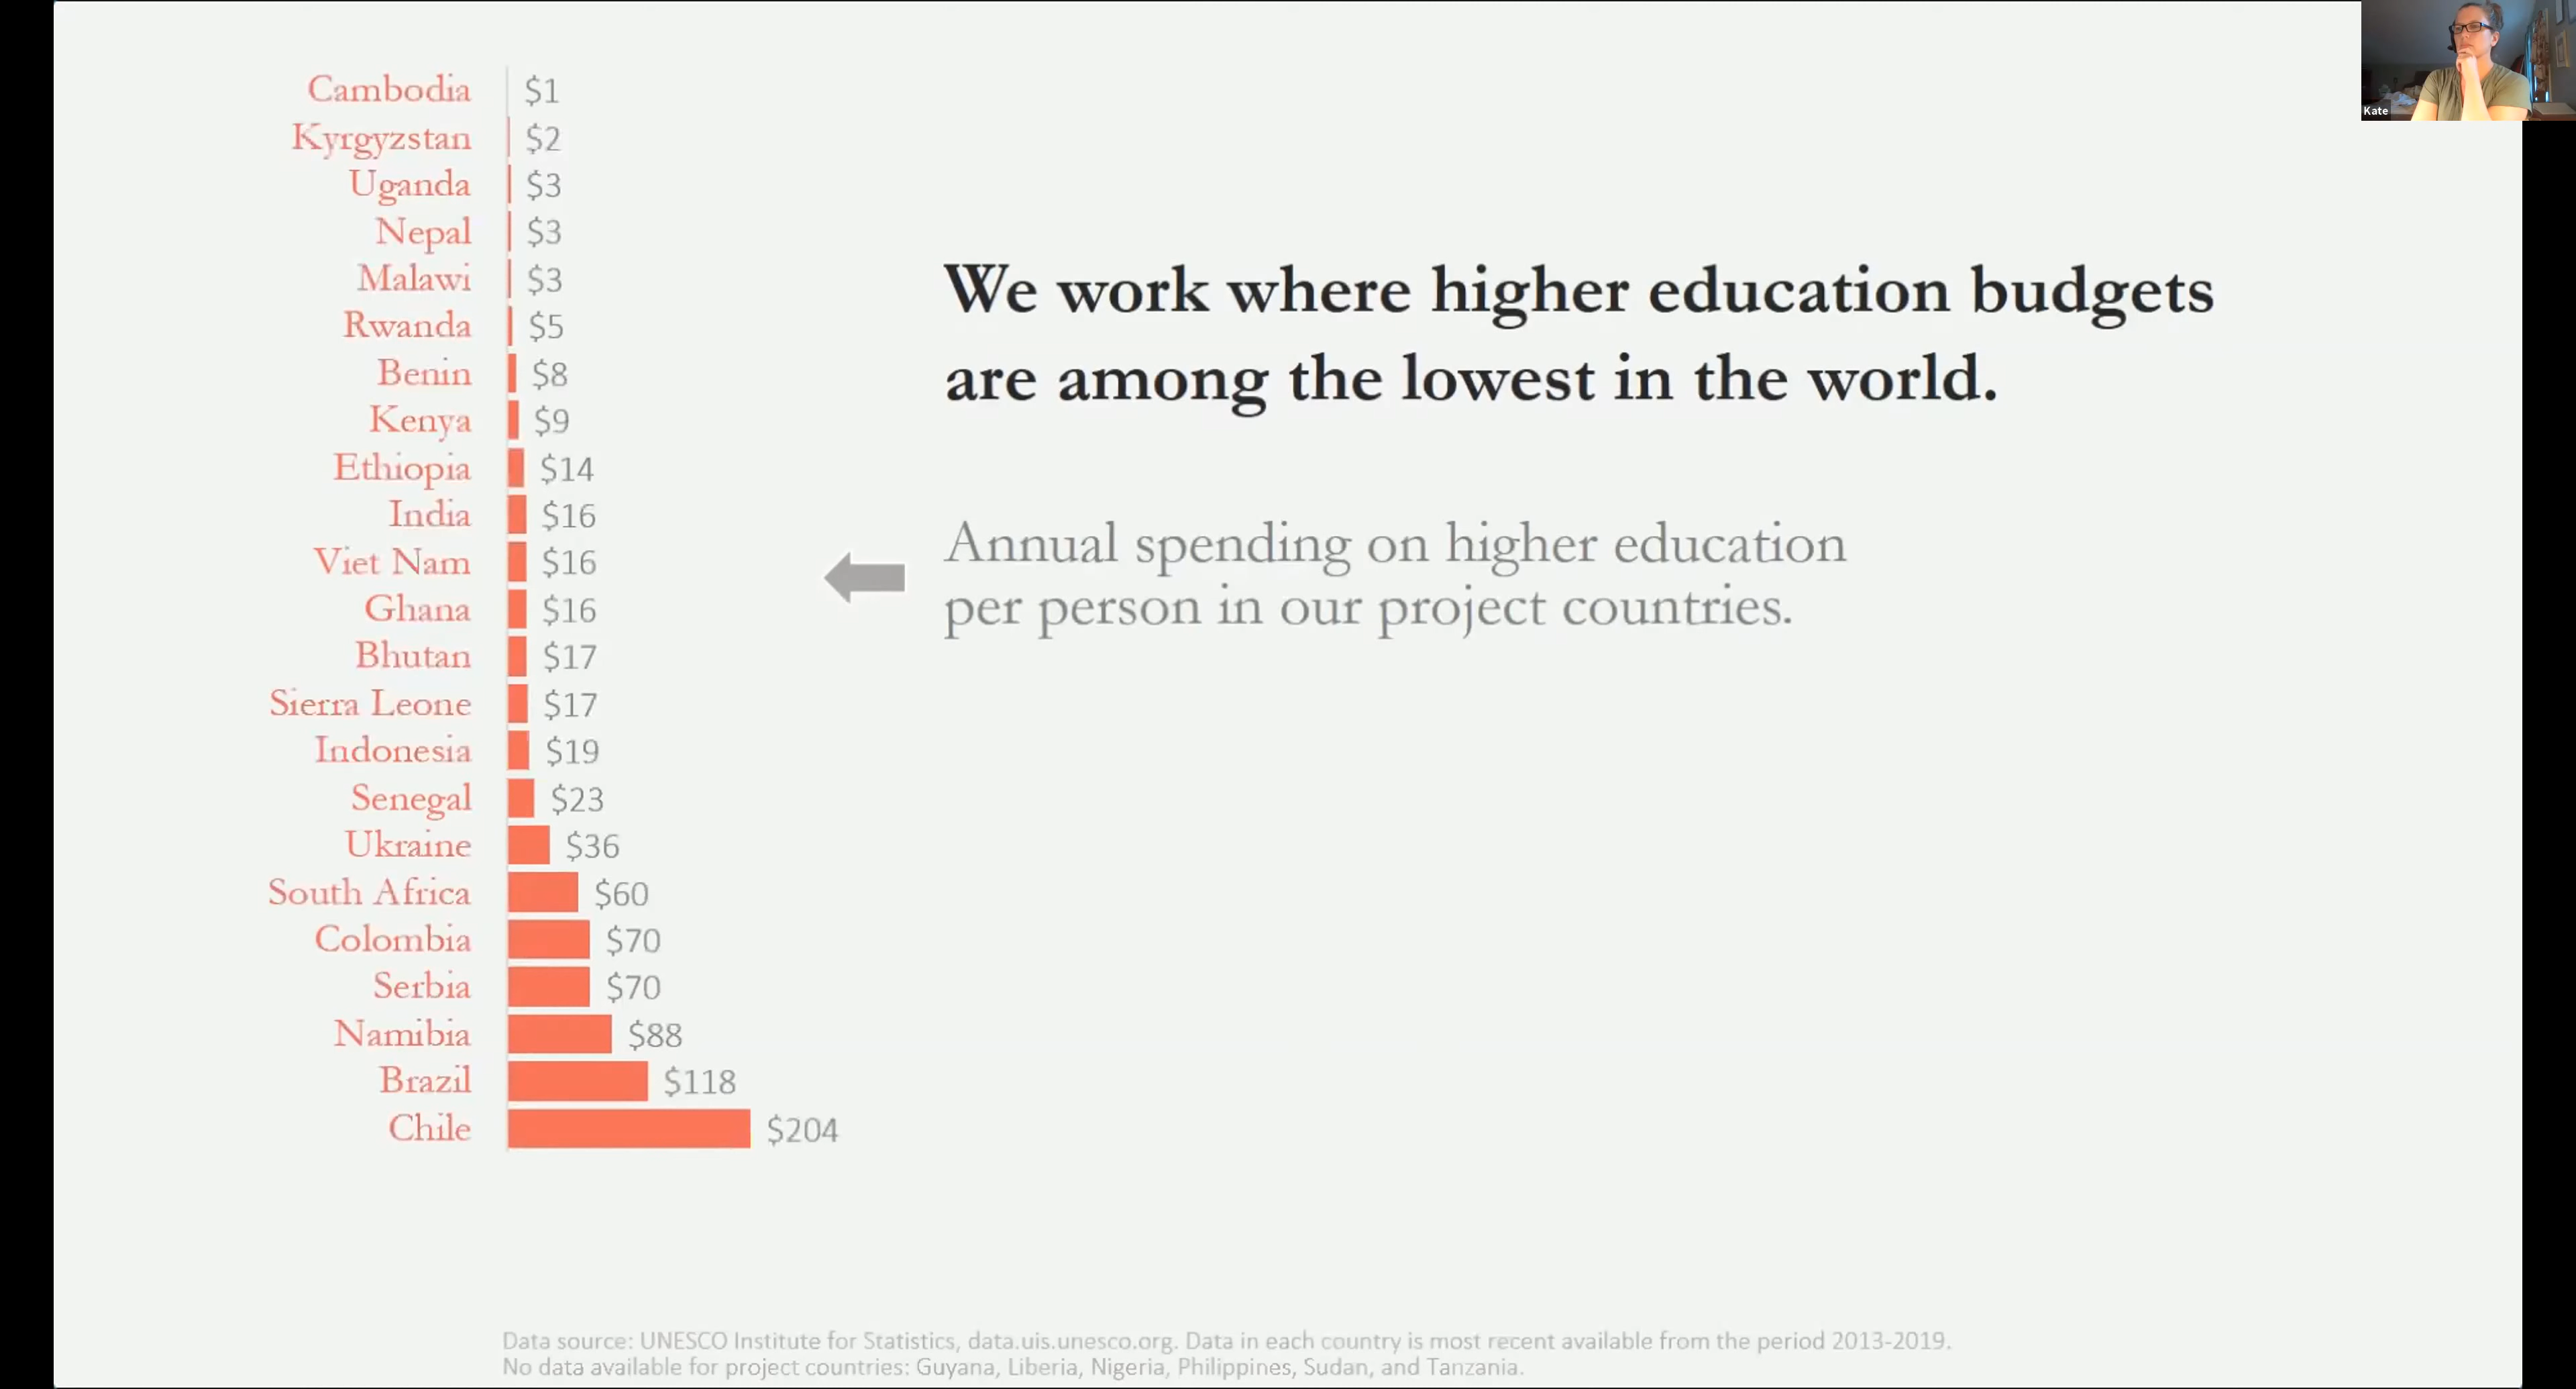 Cambodia $1
Kyrgyzstan $2
Uganda $3
Nepal $3
Malawi $3
Rwanda $5
Benin $8
Kenya $9
Ethiopia $14
India $16
Viet Nam $16
Ghana $16
Bhutan $17
Sierra Leone $17
Indonesia $19
Senegal $23
Ukraine $36
South Africa $60
Colombia $70
Serbia $70
Namibia $88
Brazil $118
Chile $204
We work where higher education budgets
are among the lowest in the world.
Annual spending on higher education
per person in our project countries.
Data source: UNESCO Institute for Statistics, data.uis.unesco.org. Data in each country is most recent available from the period 2013-2019.
No data available for project countries: Guyana, Liberia, Nigeria, Philippines, Sudan, and Tanzania.
Kate